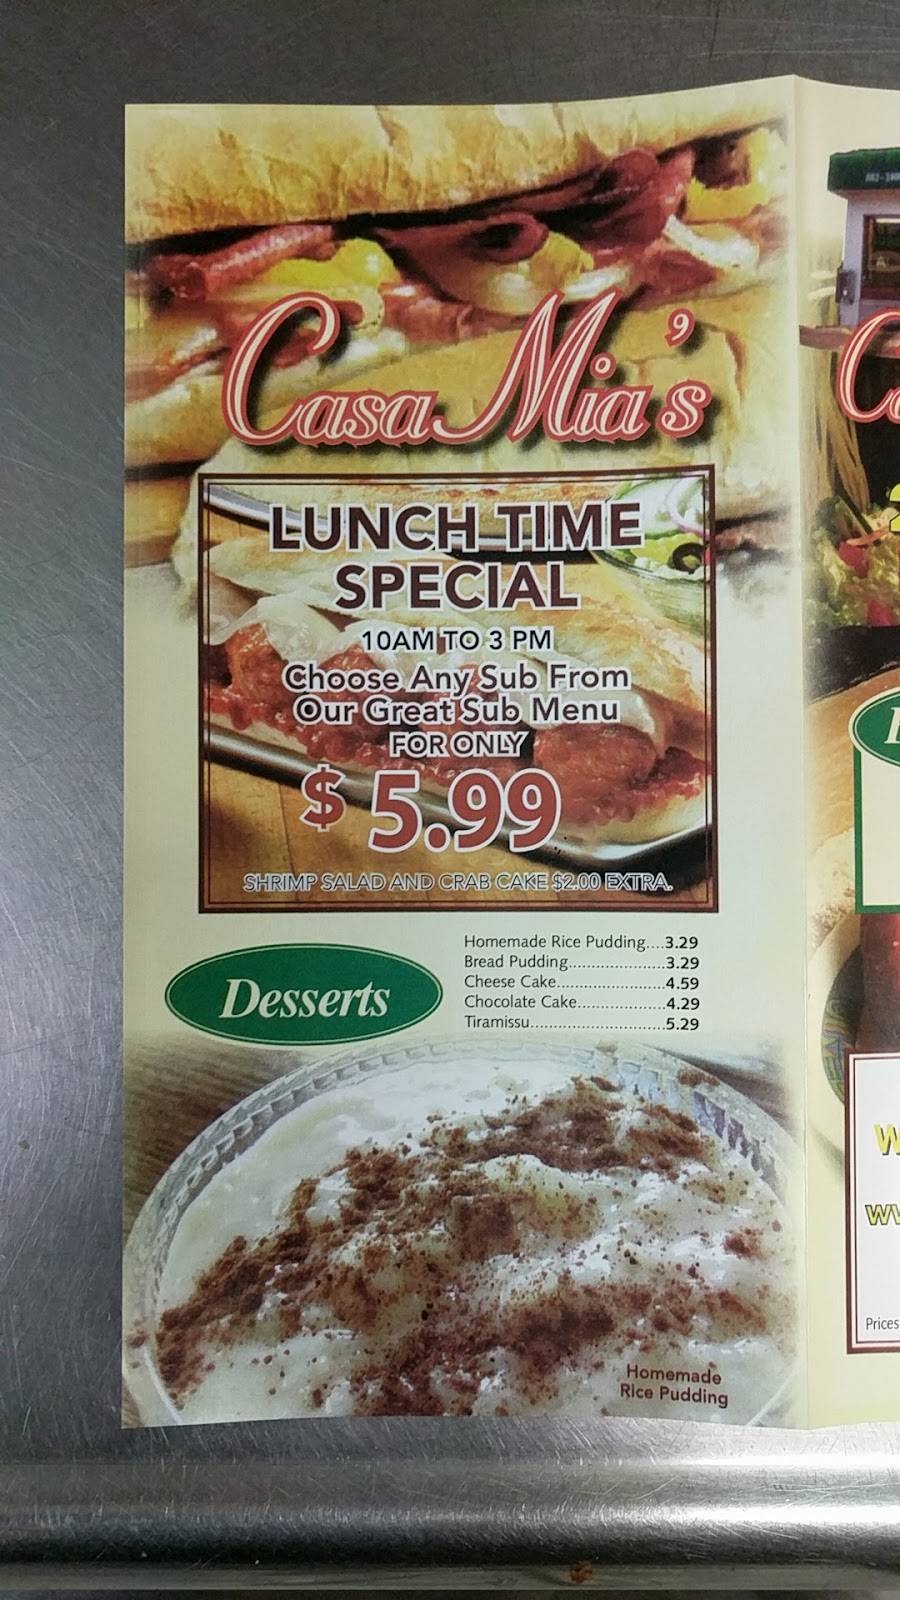 Casa Mia's
LUNCH TIME
SPECIAL
10AM TO 3 PM
Choose Any Sub From
Our Great Sub Menu
FOR ONLY
$ 5.99
SHRIMP SALAD AND CRAB CAKE $2.00 EXTRA.
Desserts
Homemade Rice Pudding....3.29
Bread Pudding......................3.29
Cheese Cake.........................4.59
Chocolate Cake....................4.29
Tiramissu...............................5.29
Homemade
Rice Pudding
Prices